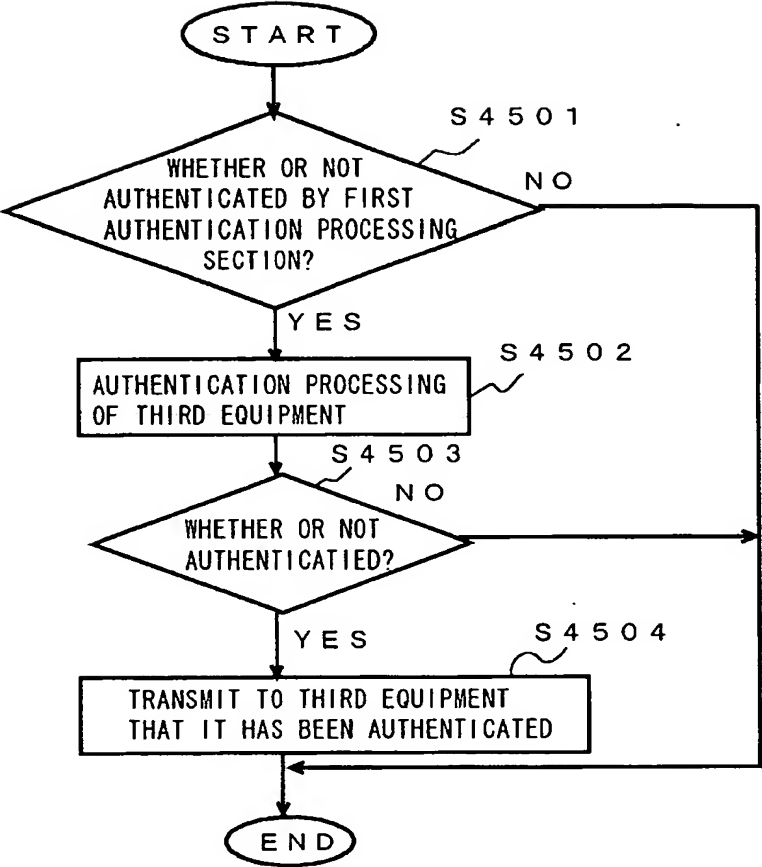 START
S4501
WHETHER OR NOT
AUTHENTICATED BY FIRST
AUTHENTICATION PROCESSING
SECTION?
NO
YES
S4502
AUTHENTICATION PROCESSING
OF THIRD EQUIPMENT
S4503
NO
WHETHER OR NOT
AUTHENTICATIED?
YES
S4504
TRANSMIT TO THIRD EQUIPMENT
THAT IT HAS BEEN AUTHENTICATED
END